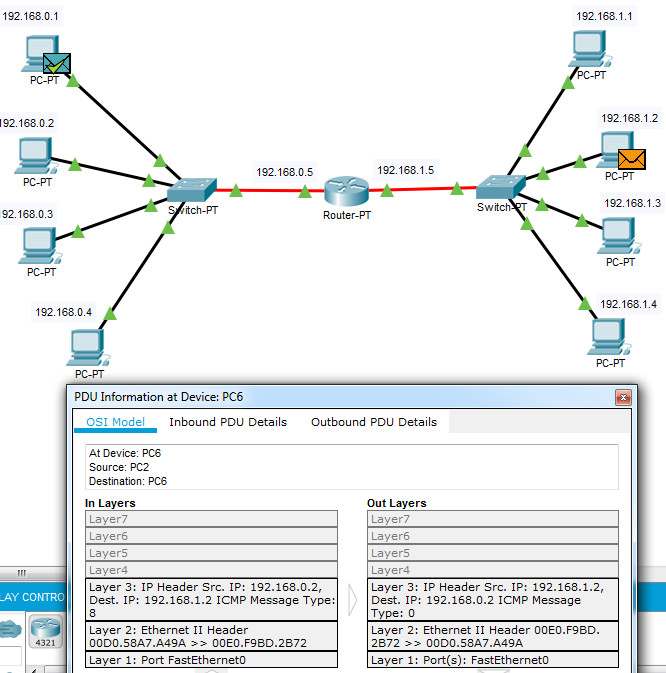 192.168.0.1
192.168.1.1
PC-PT
PC-PT
192.168.0.2
192.168.1.2
PC-PT
PC-PT
192.168.0.5
192.168.1.5
192.168.0.3
192.168.1.3
Switch-PT
Router-PT
Switch-PT
PC-PT
PC-PT
192.168.0.4
192.168.1.4
PC-PT
PC-PT
PDU Information at Device: PC6
OSI Model Inbound PDU Details Outbound PDU Details
At Device: PC6
Source: PC2
Destination: PC6
In Layers
Layer7
Layer6
Layer5
Layer4
Layer 3: IP Header Src. IP: 192.168.0.2,
Dest. IP: 192.168.1.2 ICMP Message Type:
8
Layer 2: Ethernet II Header
00D0.58A7.A49A >> 00E0.F9BD.2B72
Layer 1: Port FastEthernet0
Out Layers
Layer7
Layer6
Layer5
Layer4
Layer 3: IP Header Src. IP: 192.168.1.2,
Dest. IP: 192.168.0.2 ICMP Message
Type: 0
Layer 2: Ethernet II Header 00E0.F9BD.
2B72 >> 00D0.58A7.A49A
Layer 1: Port(s): FastEthernet0
LAY CONTRO
4321